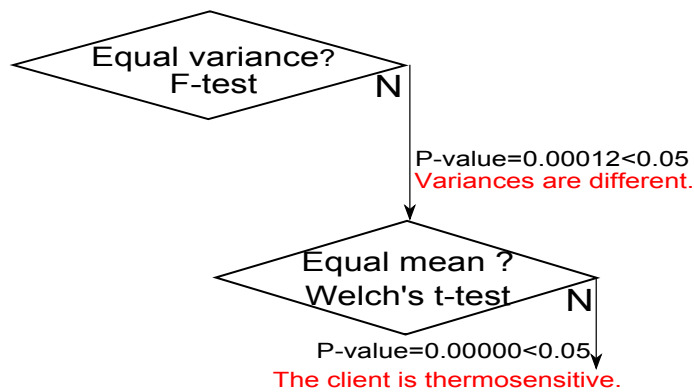 Equal variance?
F-test
N
P-value=0.00012<0.05
Variances are different.
Equal mean ?
Welch's t-test
N
P-value=0.00000<0.05
The client is thermosensitive.